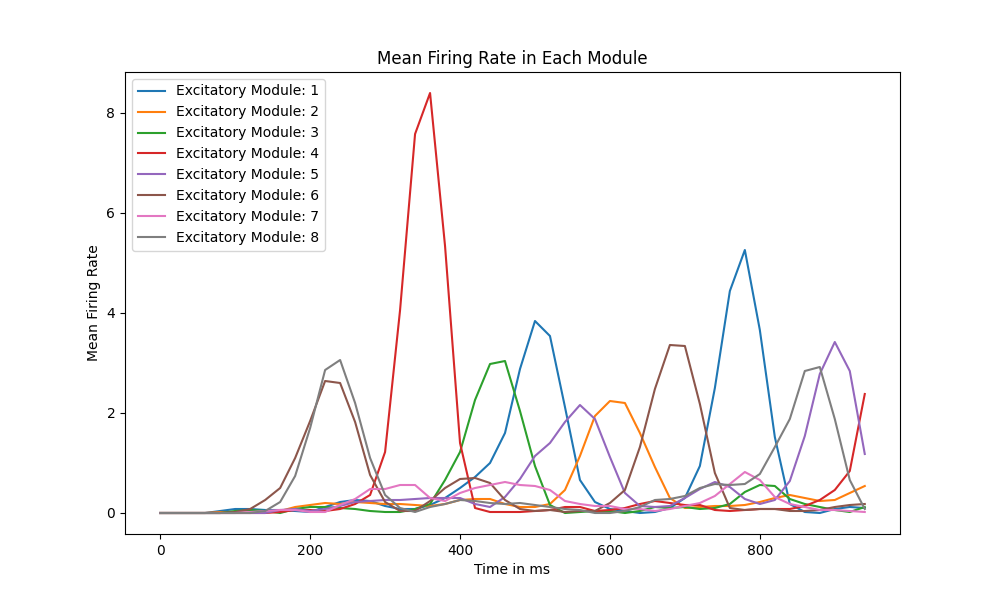 Mean Firing Rate in Each Module
Excitatory Module: 1
Excitatory Module: 2
Excitatory Module: 3
Excitatory Module: 4
Excitatory Module: 5
Excitatory Module: 6
Excitatory Module: 7
Excitatory Module: 8
Mean Firing Rate
8
6
4
2
0
0 200 400 600 800
Time in ms